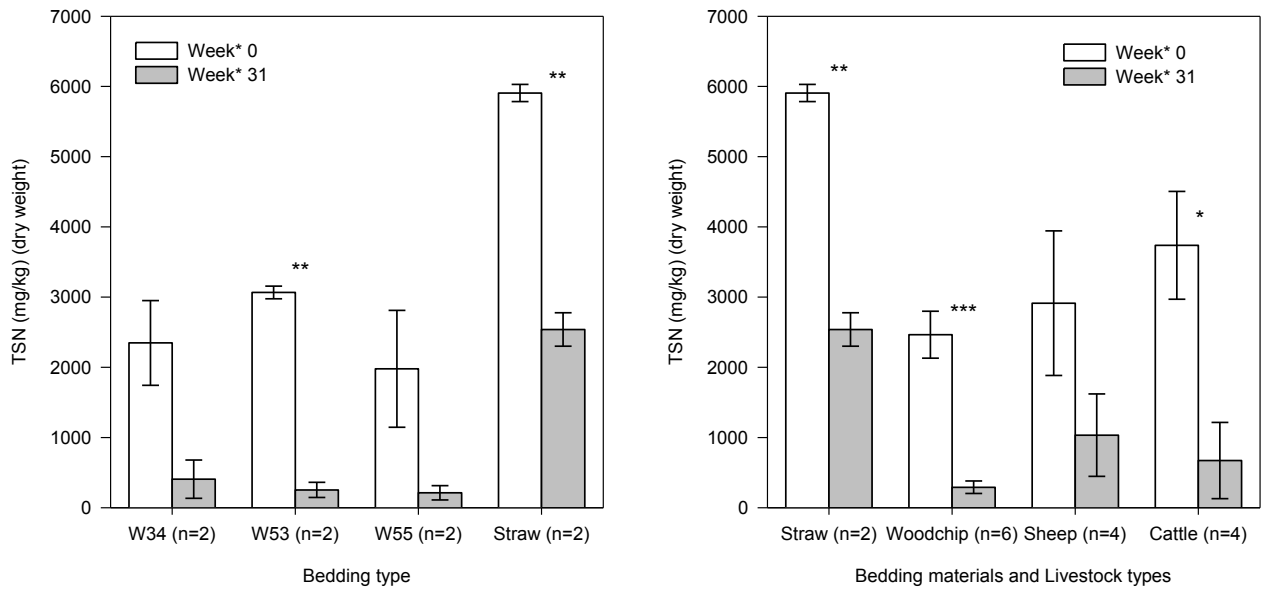 TSN (mg/kg) (dry weight)
7000
6000
5000
4000
3000
2000
1000
0
Week* 0
Week* 31
**
**
W34 (n=2) W53 (n=2) W55 (n=2) Straw (n=2)
Bedding type
TSN (mg/kg) (dry weight)
7000
6000
5000
4000
3000
2000
1000
0
Week* 0
Week* 31
**
***
*
Straw (n=2) Woodchip (n=6) Sheep (n=4) Cattle (n=4)
Bedding materials and Livestock types